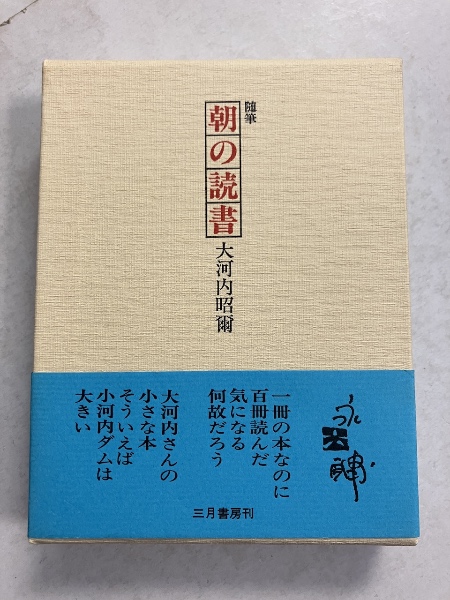 随筆
朝の読書
大河内昭爾
一冊の本なのに
百冊読んだ
気になる
何故だろう
大河内さんの
小さな本
そういえば
小河内ダムは
大きい
三月書房刊